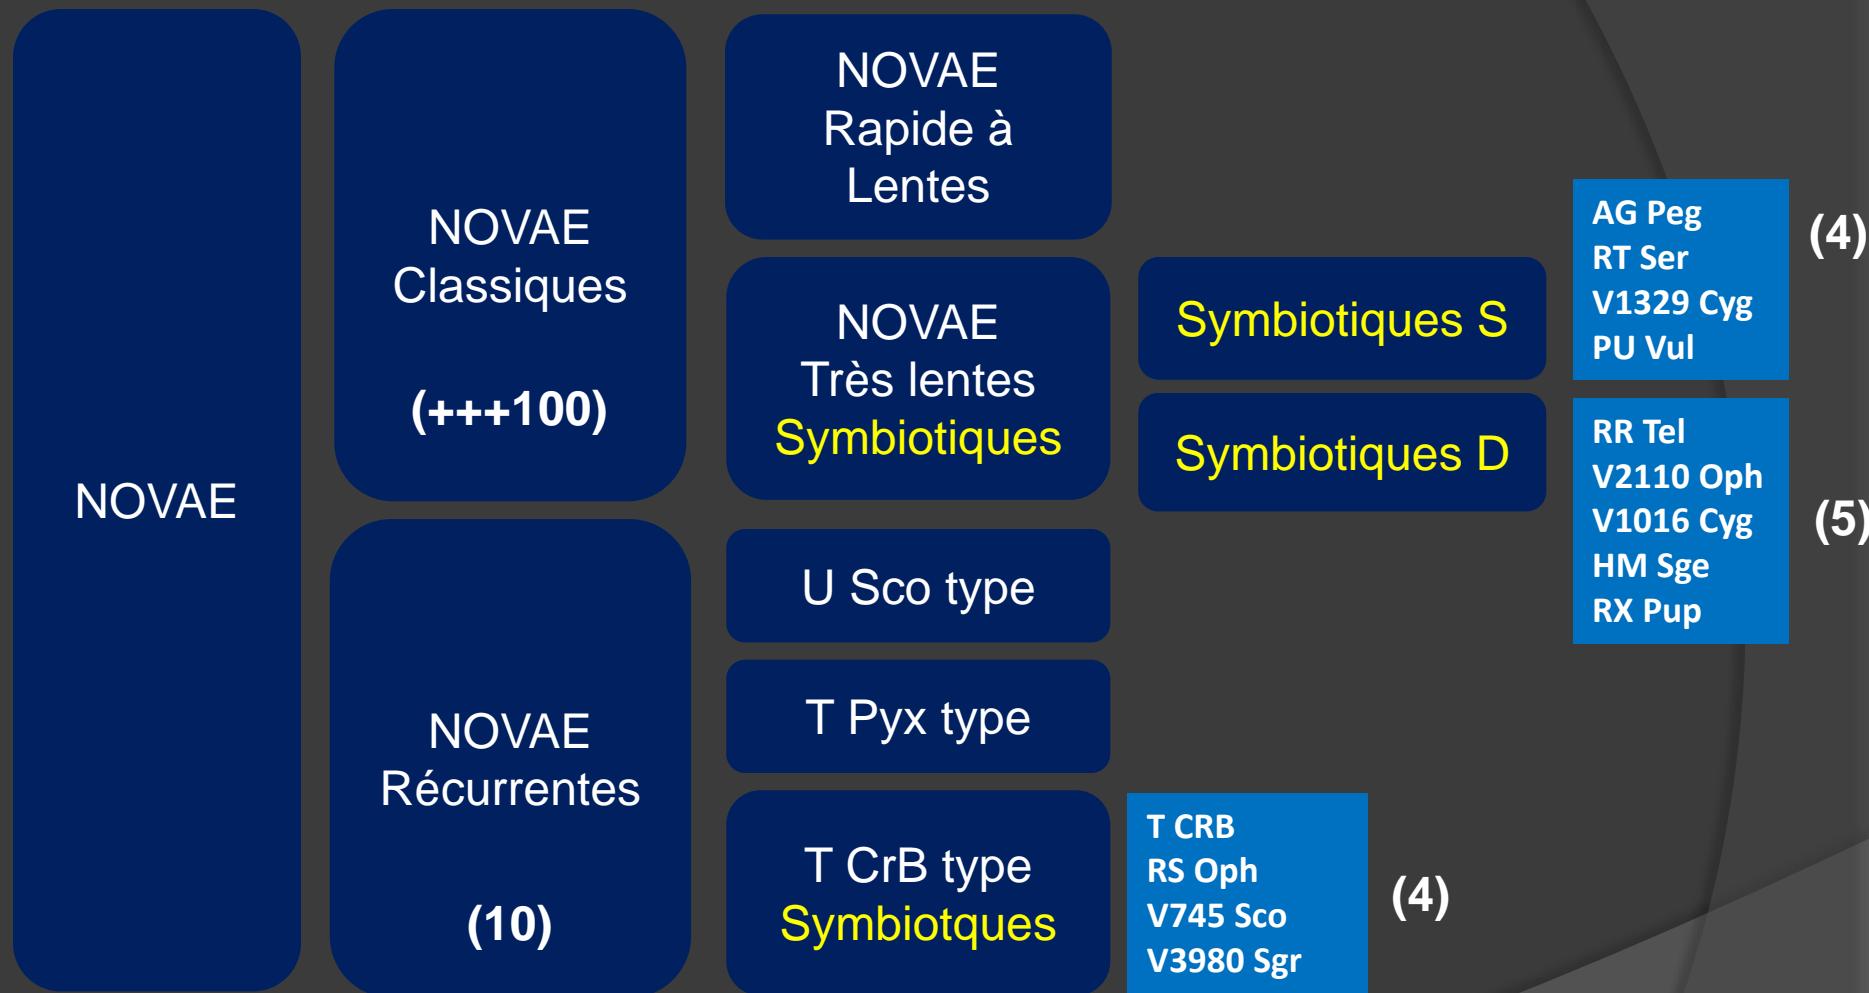 NOVAE
NOVAE
Classiques
(+++100)
NOVAE
Rapide à
Lentes
NOVAE
Très lentes
Symbiotiques
Symbiotiques S
AG Peg
RT Ser
V1329 Cyg
PU Vul
(4)
Symbiotiques D
RR Tel
V2110 Oph
V1016 Cyg
HM Sge
RX Pup
(5)
NOVAE
Récurrentes
(10)
U Sco type
T Pyx type
T CrB type
Symbiotques
T CRB
RS Oph
V745 Sco
V3980 Sgr
(4)